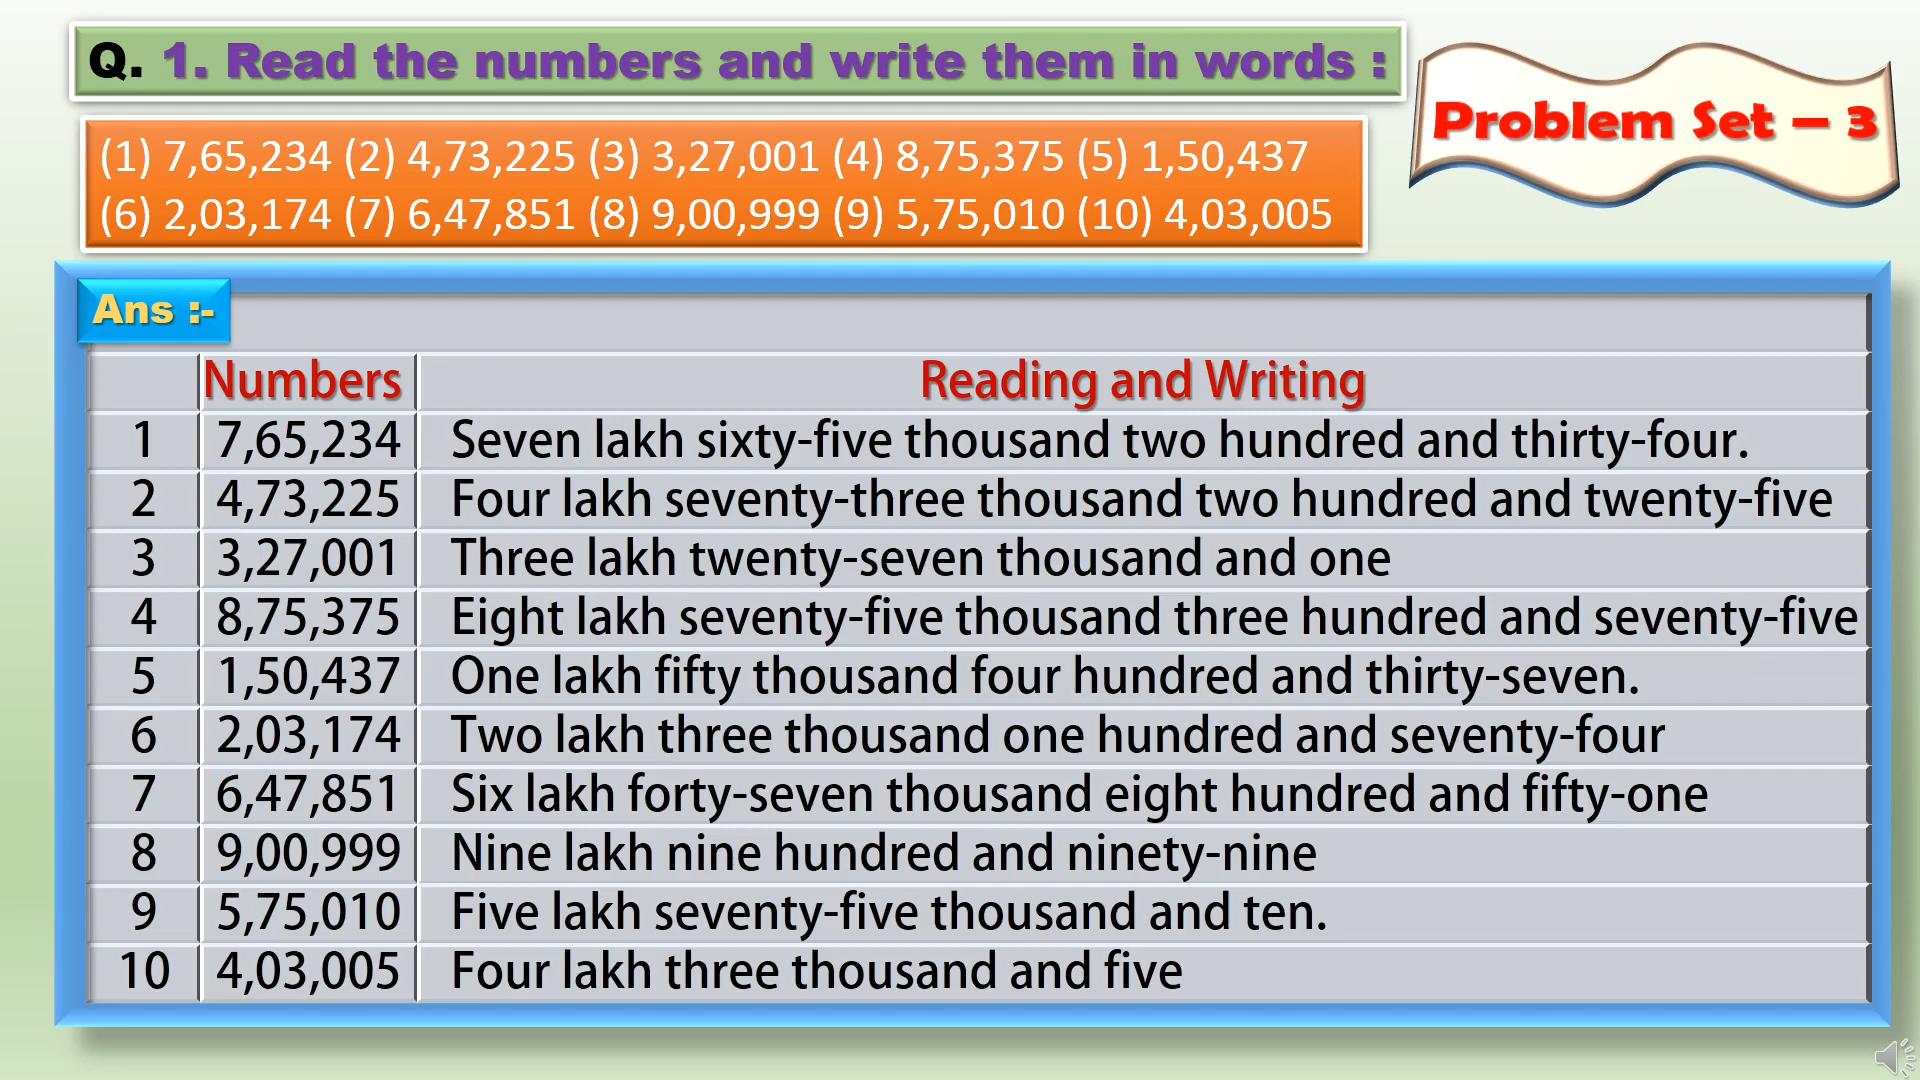 Q. 1. Read the numbers and write them in words :
Problem Set – 3
(1) 7,65,234 (2) 4,73,225 (3) 3,27,001 (4) 8,75,375 (5) 1,50,437
(6) 2,03,174 (7) 6,47,851 (8) 9,00,999 (9) 5,75,010 (10) 4,03,005
Ans :-
Numbers Reading and Writing
1 7,65,234 Seven lakh sixty-five thousand two hundred and thirty-four.
2 4,73,225 Four lakh seventy-three thousand two hundred and twenty-five
3 3,27,001 Three lakh twenty-seven thousand and one
4 8,75,375 Eight lakh seventy-five thousand three hundred and seventy-five
5 1,50,437 One lakh fifty thousand four hundred and thirty-seven.
6 2,03,174 Two lakh three thousand one hundred and seventy-four
7 6,47,851 Six lakh forty-seven thousand eight hundred and fifty-one
8 9,00,999 Nine lakh nine hundred and ninety-nine
9 5,75,010 Five lakh seventy-five thousand and ten.
10 4,03,005 Four lakh three thousand and five